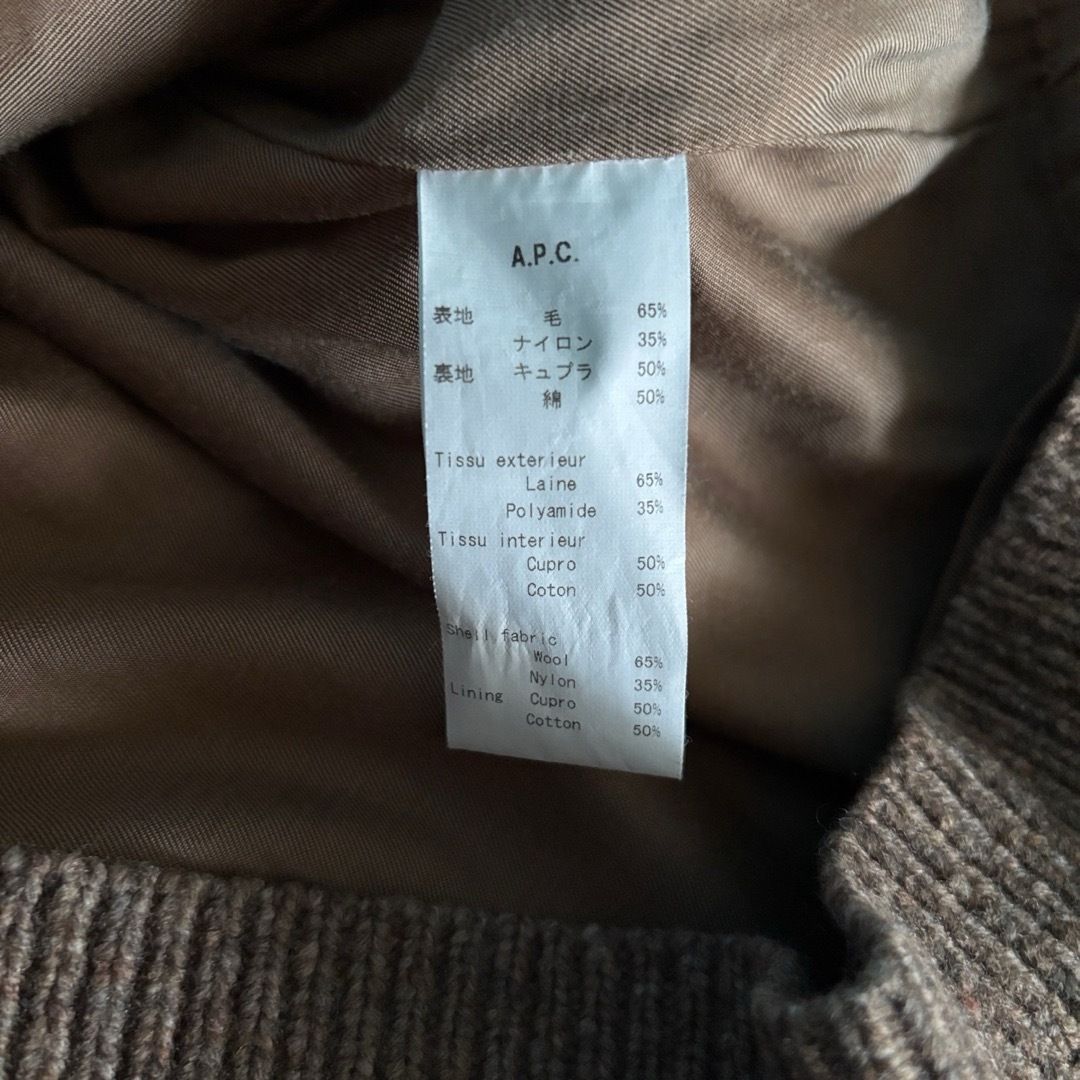 A.P.C.
表地 毛 65%
ナイロン 35%
裏地 キュプラ 50%
綿 50%
Tissu exterieur
Laine 65%
Polyamide 35%
Tissu interieur
Cupro 50%
Coton 50%
Shell fabric
Wool 65%
Nylon 35%
Lining Cupro 50%
Cotton 50%